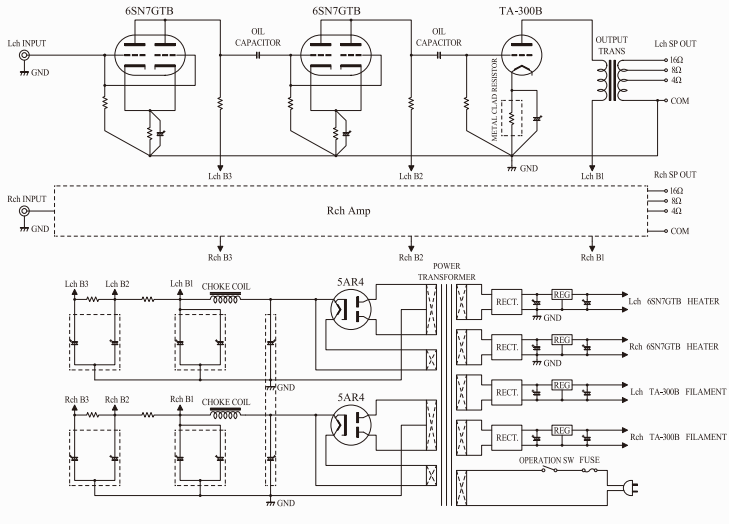 6SN7GTB
6SN7GTB
TA-300B
Lch INPUT
GND
OIL
CAPACITOR
OIL
CAPACITOR
METAL CLAD RESISTOR
OUTPUT
TRANS
Lch SP OUT
16Ω
8Ω
4Ω
COM
GND
Lch B3
Lch B2
Lch B1
Rch INPUT
GND
Rch Amp
Rch SP OUT
16Ω
8Ω
4Ω
COM
Rch B3
Rch B2
Rch B1
Lch B3
Lch B2
Lch B1
CHOKE COIL
5AR4
POWER
TRANSFORMER
GND
RECT.
REG
GND
Lch 6SN7GTB HEATER
RECT.
REG
GND
Rch 6SN7GTB HEATER
Rch B3
Rch B2
Rch B1
CHOKE COIL
5AR4
GND
RECT.
REG
Lch TA-300B FILAMENT
RECT.
REG
Rch TA-300B FILAMENT
OPERATION SW FUSE